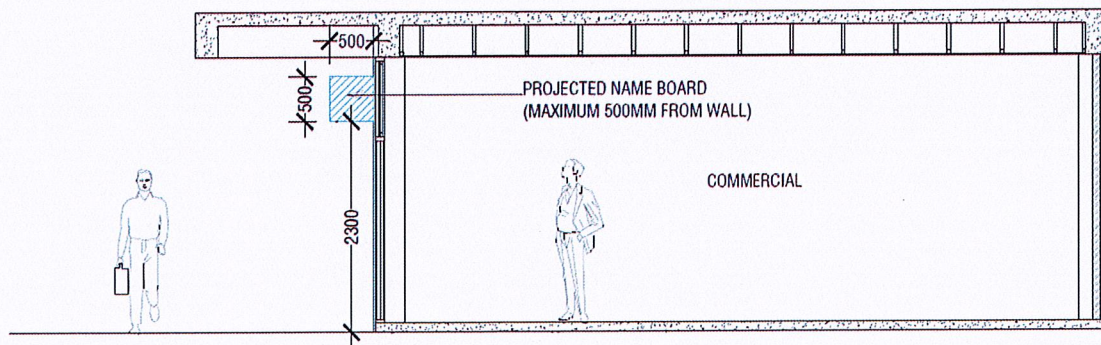 500
500
PROJECTED NAME BOARD
(MAXIMUM 500MM FROM WALL)
COMMERCIAL
2300